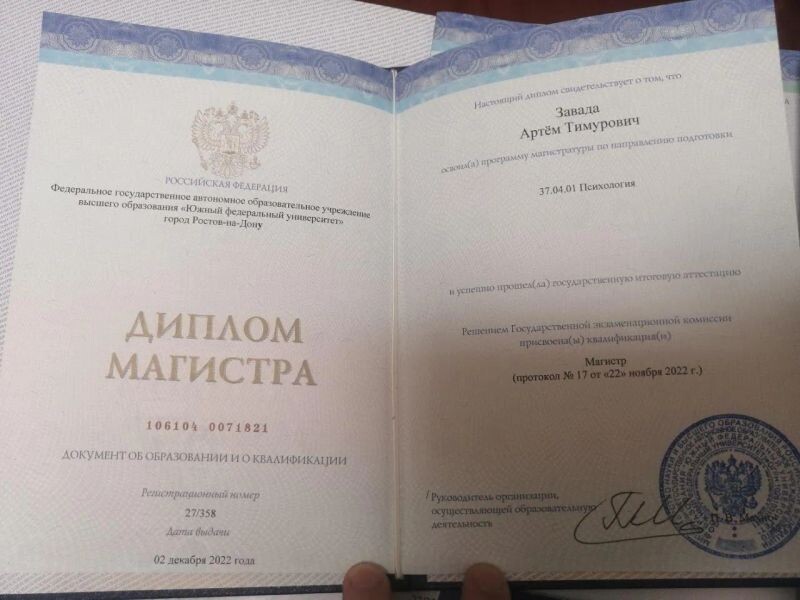 РОССИЙСКАЯ ФЕДЕРАЦИЯ
Федеральное государственное автономное образовательное учреждение
высшего образования «Южный федеральный университет»
город Ростов-на-Дону
ДИПЛОМ
МАГИСТРА
106104 0071821
ДОКУМЕНТ ОБ ОБРАЗОВАНИИ И О КВАЛИФИКАЦИИ
Регистрационный номер
27/358
Дата выдачи
02 декабря 2022 года
Настоящий диплом свидетельствует о том, что
Завада
Артём Тимурович
освоил(а) программу магистратуры по направлению подготовки
37.04.01 Психология
и успешно прошел(ла) государственную итоговую аттестацию
Решением Государственной экзаменационной комиссии
присвоена(ы) квалификация(и)
Магистр
(протокол № 17 от «22» ноября 2022 г.)
Руководитель организации,
осуществляющей образовательную
деятельность